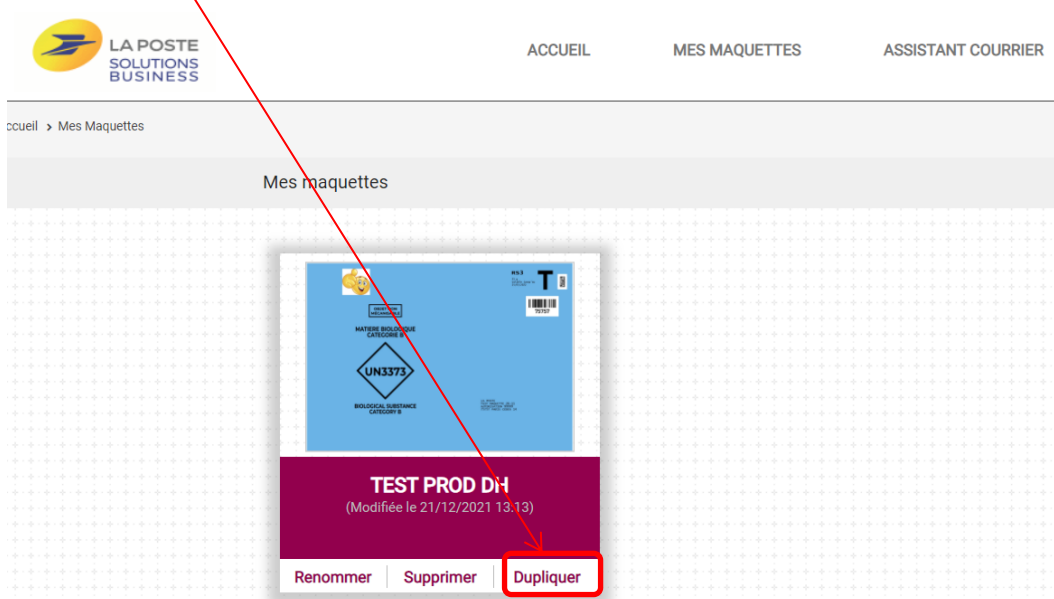 LA POSTE
SOLUTIONS
BUSINESS
ACCUEIL MES MAQUETTES ASSISTANT COURRIER
ccueil > Mes Maquettes
Mes maquettes
T
75757
MATIERE BIOLOGIQUE
CATEGORIE B
UN3373
BIOLOGICAL SUBSTANCE
CATEGORY B
TEST PROD DH
(Modifiée le 21/12/2021 13:13)
Renommer Supprimer Dupliquer